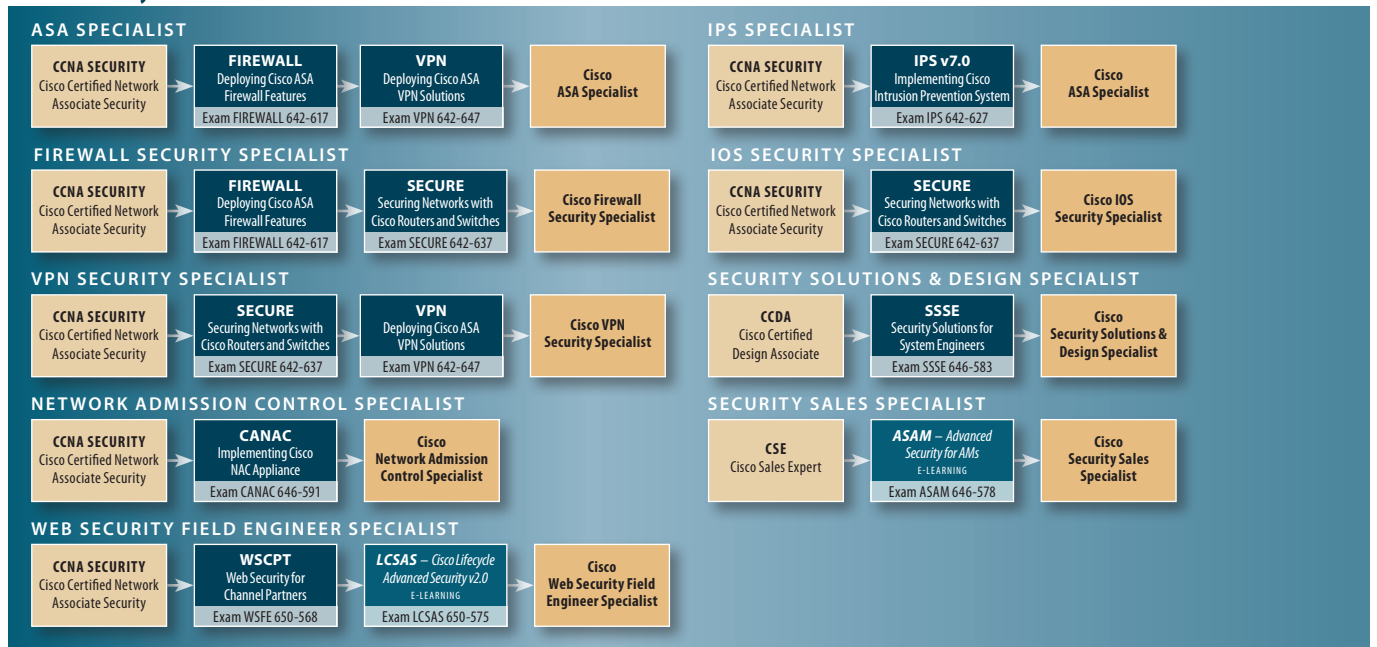 ASA SPECIALIST
CCNA SECURITY
Cisco Certified Network
Associate Security
FIREWALL
Deploying Cisco ASA
Firewall Features
Exam FIREWALL 642-617
VPN
Deploying Cisco ASA
VPN Solutions
Exam VPN 642-647
Cisco
ASA Specialist
FIREWALL SECURITY SPECIALIST
CCNA SECURITY
Cisco Certified Network
Associate Security
FIREWALL
Deploying Cisco ASA
Firewall Features
Exam FIREWALL 642-617
SECURE
Securing Networks with
Cisco Routers and Switches
Exam SECURE 642-637
Cisco Firewall
Security Specialist
VPN SECURITY SPECIALIST
CCNA SECURITY
Cisco Certified Network
Associate Security
SECURE
Securing Networks with
Cisco Routers and Switches
Exam SECURE 642-637
VPN
Deploying Cisco ASA
VPN Solutions
Exam VPN 642-647
Cisco VPN
Security Specialist
NETWORK ADMISSION CONTROL SPECIALIST
CCNA SECURITY
Cisco Certified Network
Associate Security
CANAC
Implementing Cisco
NAC Appliance
Exam CANAC 646-591
Cisco
Network Admission
Control Specialist
WEB SECURITY FIELD ENGINEER SPECIALIST
CCNA SECURITY
Cisco Certified Network
Associate Security
WSCPT
Web Security for
Channel Partners
Exam WSFE 650-568
LCSAS – Cisco Lifecycle
Advanced Security v2.0
E-LEARNING
Exam LCSAS 650-575
Cisco
Web Security Field
Engineer Specialist
IPS SPECIALIST
CCNA SECURITY
Cisco Certified Network
Associate Security
IPS v7.0
Implementing Cisco
Intrusion Prevention System
Exam IPS 642-627
Cisco
ASA Specialist
IOS SECURITY SPECIALIST
CCNA SECURITY
Cisco Certified Network
Associate Security
SECURE
Securing Networks with
Cisco Routers and Switches
Exam SECURE 642-637
Cisco IOS
Security Specialist
SECURITY SOLUTIONS & DESIGN SPECIALIST
CCDA
Cisco Certified
Design Associate
SSSE
Security Solutions for
System Engineers
Exam SSSE 646-583
Cisco
Security Solutions &
Design Specialist
SECURITY SALES SPECIALIST
CSE
Cisco Sales Expert
ASAM – Advanced
Security for AMs
E-LEARNING
Exam ASAM 646-578
Cisco
Security Sales
Specialist